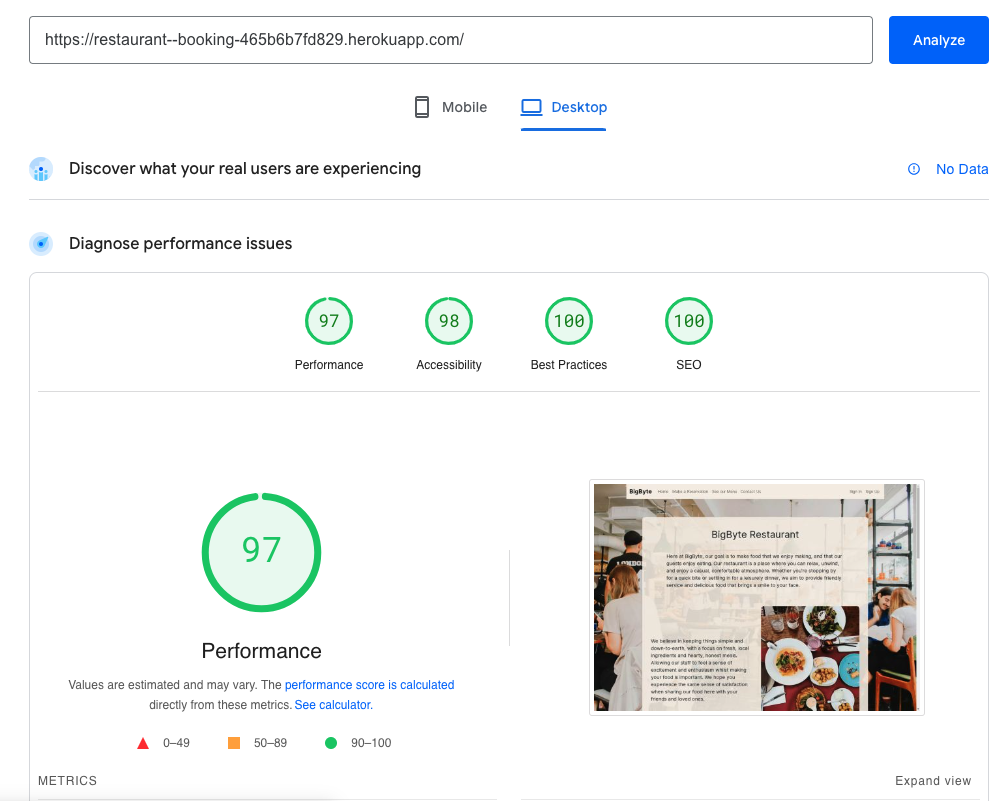 https://restaurant--booking-465b6b7fd829.herokuapp.com/
Analyze
Mobile
Desktop
Discover what your real users are experiencing
No Data
Diagnose performance issues
97
98
100
100
Performance
Accessibility
Best Practices
SEO
97
Performance
Values are estimated and may vary. The performance score is calculated
directly from these metrics. See calculator.
0–49
50–89
90–100
BigByte
Home Make a Reservation See our Menu Contact Us
Sign In Sign Up
BigByte Restaurant
Here at BigByte, our goal is to make food that we enjoy making, and that our
guests enjoy eating. Our restaurant is a place where you can relax, unwind,
and enjoy a casual, comfortable atmosphere. Whether you're stopping by
for a quick bite or settling in for a leisurely dinner, we aim to provide friendly
service and delicious food that brings a smile to your face.
We believe in keeping things simple and
down-to-earth, with a focus on fresh, local
ingredients and hearty, honest meals.
Allowing our staff to feel a sense of
excitement and enthusiasm whilst making
your food is important. We hope you
experience the same sense of satisfaction
when sharing our food here with your
friends and loved ones.
METRICS
Expand view